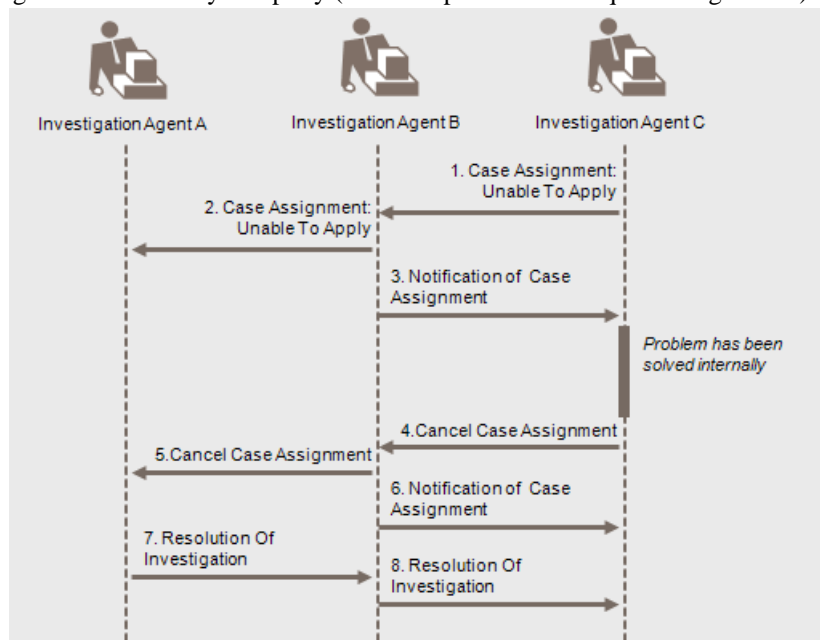 Investigation Agent A
Investigation Agent B
Investigation Agent C
1. Case Assignment:
Unable To Apply
2. Case Assignment:
Unable To Apply
3. Notification of Case
Assignment
Problem has been
solved internally
4.Cancel Case Assignment
5.Cancel Case Assignment
6. Notification of Case
Assignment
7. Resolution Of
Investigation
8. Resolution Of
Investigation